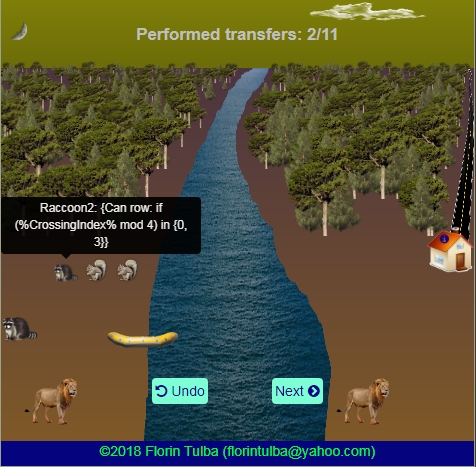 Performed transfers: 2/11
Raccoon2: {Can row: if
(%CrossingIndex% mod 4) in {0,
3}}
Undo
Next
©2018 Florin Tulba (florintulba@yahoo.com)